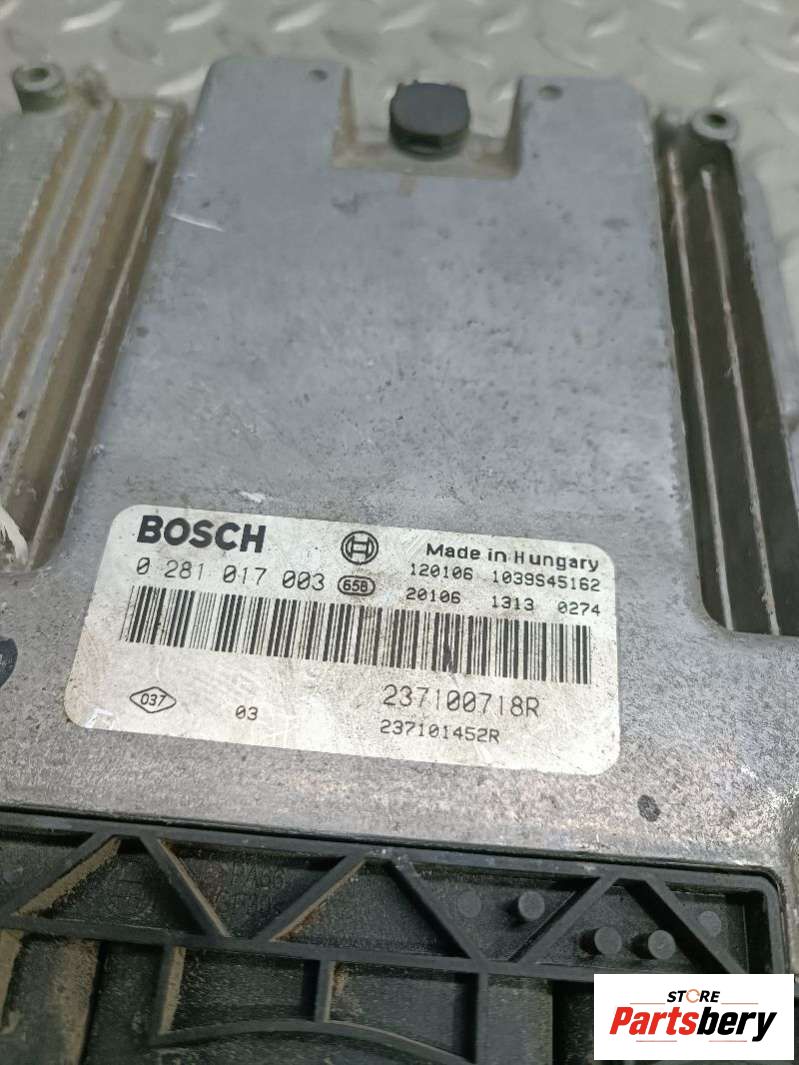 BOSCH
Made in Hungary
0 281 017 003 658
120106 1039S45162
20106 1313 0274
037
03
237100718R
237101452R
STORE
Partsbery